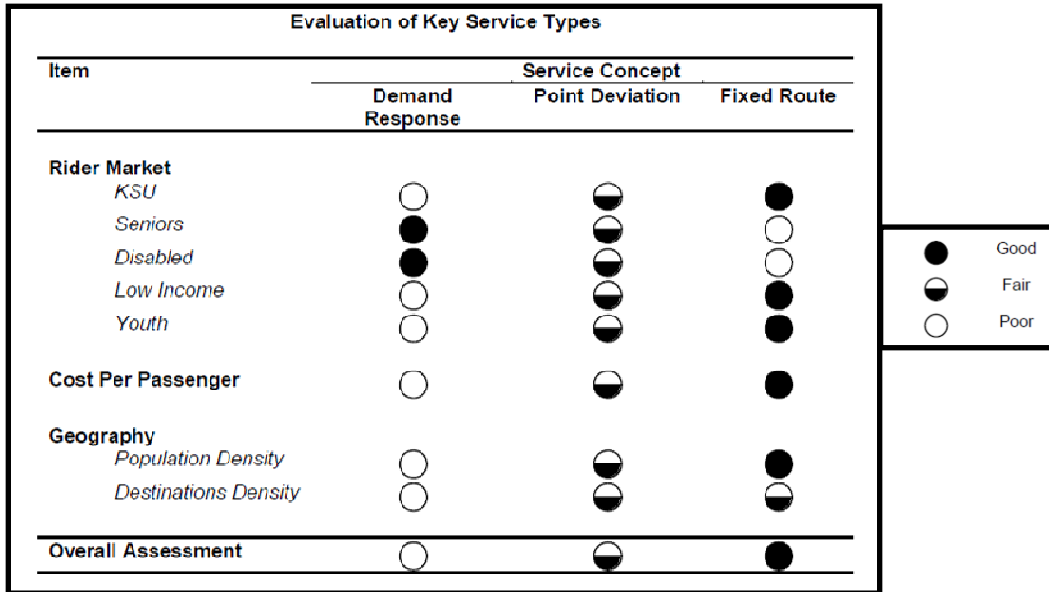 Evaluation of Key Service Types
Item Service Concept
Demand Response Point Deviation Fixed Route
Rider Market
KSU
Seniors
Disabled
Low Income
Youth
Cost Per Passenger
Geography
Population Density
Destinations Density
Overall Assessment
Good
Fair
Poor